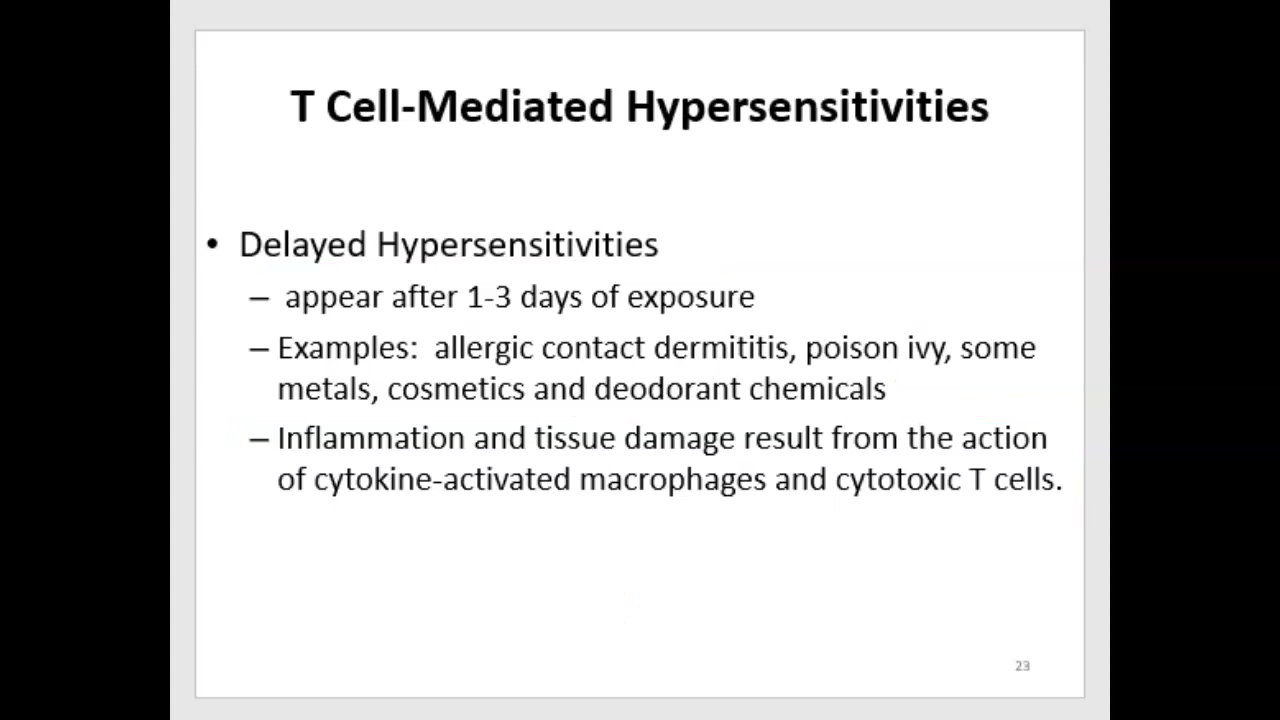 T Cell-Mediated Hypersensitivities
• Delayed Hypersensitivities
– appear after 1-3 days of exposure
– Examples: allergic contact dermititis, poison ivy, some
metals, cosmetics and deodorant chemicals
– Inflammation and tissue damage result from the action
of cytokine-activated macrophages and cytotoxic T cells.
23